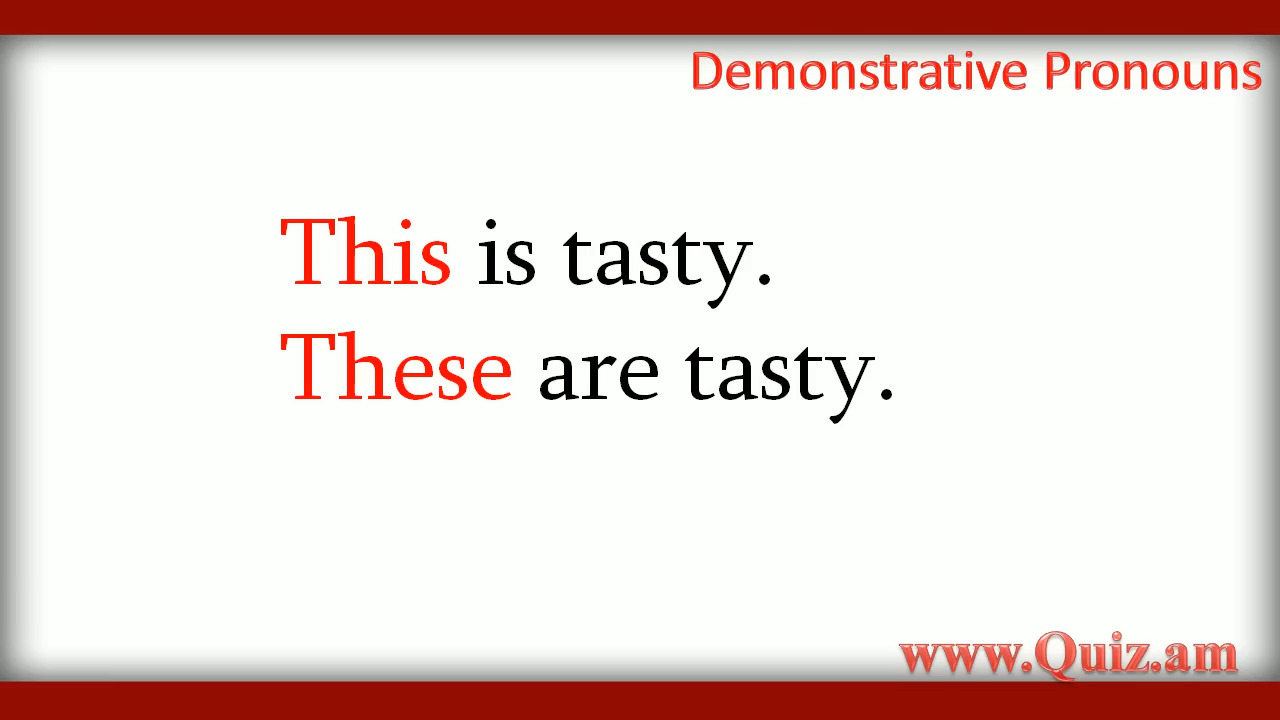 Demonstrative Pronouns
This is tasty.
These are tasty.
www.Quiz.am